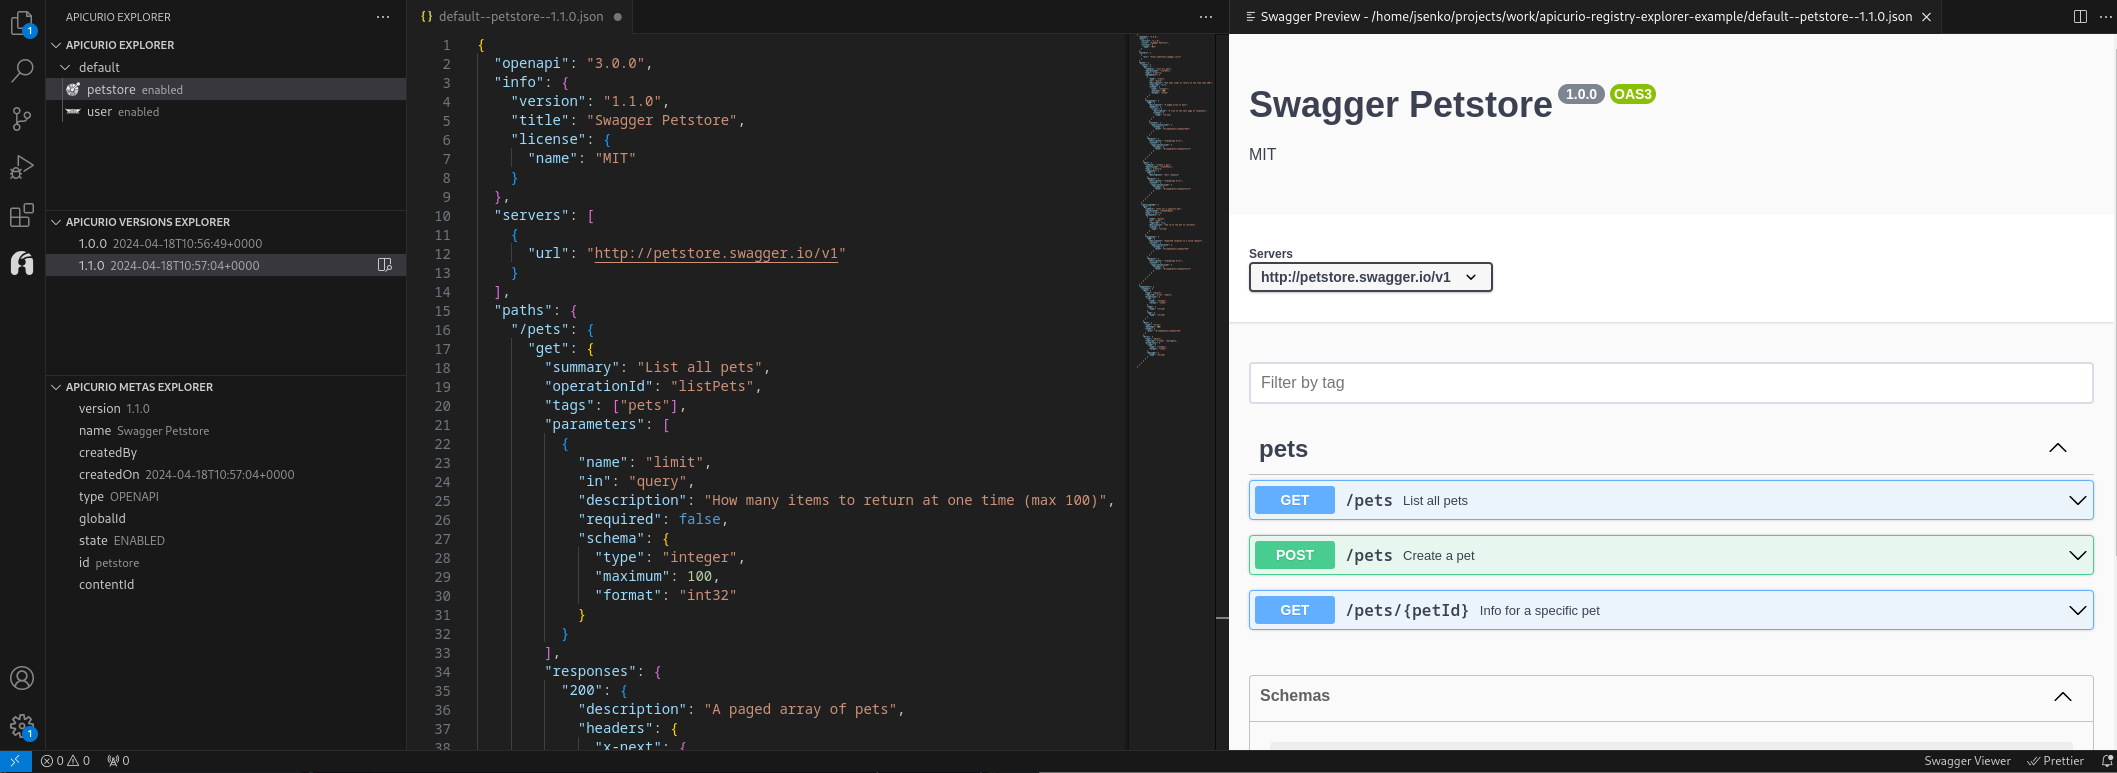 APICURIO EXPLORER
APICURIO EXPLORER
default
petstore enabled
user enabled
APICURIO VERSIONS EXPLORER
1.0.0 2024-04-18T10:56:49+0000
1.1.0 2024-04-18T10:57:04+0000
APICURIO METAS EXPLORER
version 1.1.0
name Swagger Petstore
createdBy
createdOn 2024-04-18T10:57:04+0000
type OPENAPI
globalId
state ENABLED
id petstore
contentId
1
1
{} default--petstore--1.1.0.json
1 {
2 "openapi": "3.0.0",
3 "info": {
4 "version": "1.1.0",
5 "title": "Swagger Petstore",
6 "license": {
7 "name": "MIT"
8 }
9 },
10 "servers": [
11 {
12 "url": "http://petstore.swagger.io/v1"
13 }
14 ],
15 "paths": {
16 "/pets": {
17 "get": {
18 "summary": "List all pets",
19 "operationId": "listPets",
20 "tags": ["pets"],
21 "parameters": [
22 {
23 "name": "limit",
24 "in": "query",
25 "description": "How many items to return at one time (max 100)",
26 "required": false,
27 "schema": {
28 "type": "integer",
29 "maximum": 100,
30 "format": "int32"
31 }
32 }
33 ],
34 "responses": {
35 "200": {
36 "description": "A paged array of pets",
37 "headers": {
38 "x-next": {
Swagger Preview - /home/jsenko/projects/work/apicurio-registry-explorer-example/default--petstore--1.1.0.json
Swagger Petstore 1.0.0 OAS3
MIT
Servers
http://petstore.swagger.io/v1
Filter by tag
pets
GET /pets List all pets
POST /pets Create a pet
GET /pets/{petId} Info for a specific pet
Schemas
0 0 0
Swagger Viewer Prettier